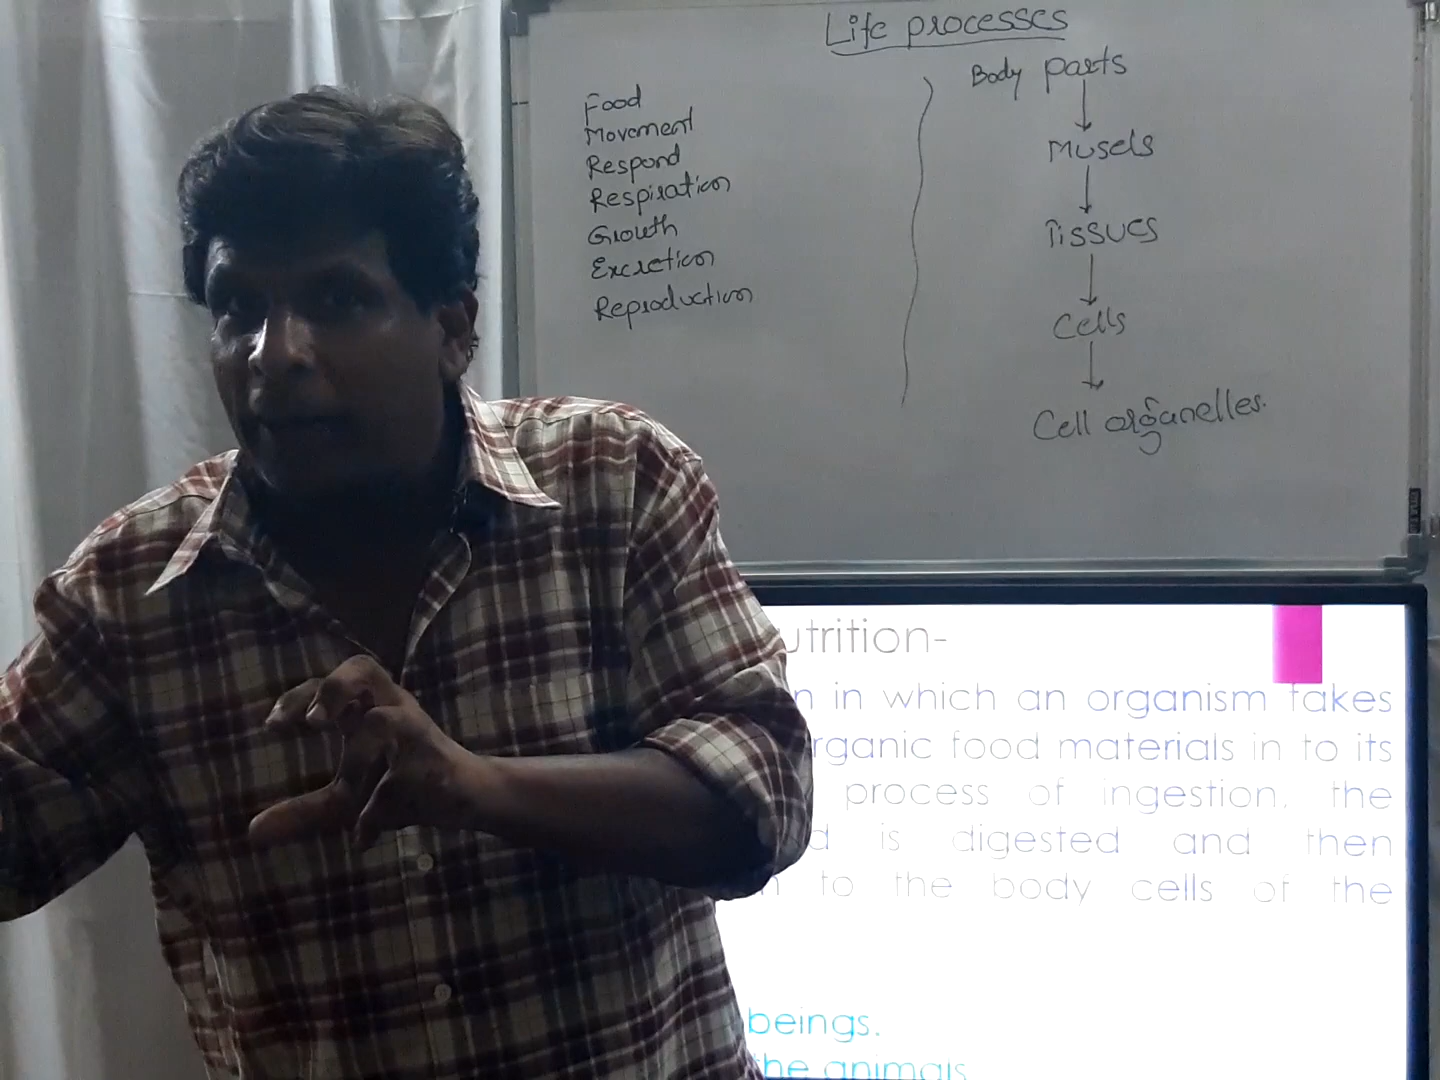 Life processes
Food
Movement
Respond
Respiration
Growth
Excretion
Reproduction
Body parts
Musels
Tissues
Cells
Cell organelles.
utrition-
n in which an organism takes
rganic food materials in to its
process of ingestion, the
d is digested and then
to the body cells of the
beings.
the animals